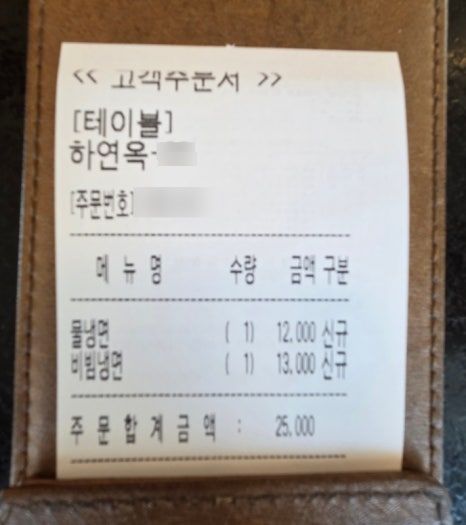 << 고객주문서 >>
[테이블]
하연옥-
[주문번호]
메 뉴 명 수량 금액 구분
물냉면 ( 1) 12,000 신규
비빔냉면 ( 1) 13,000 신규
주 문 합 계 금 액 : 25,000